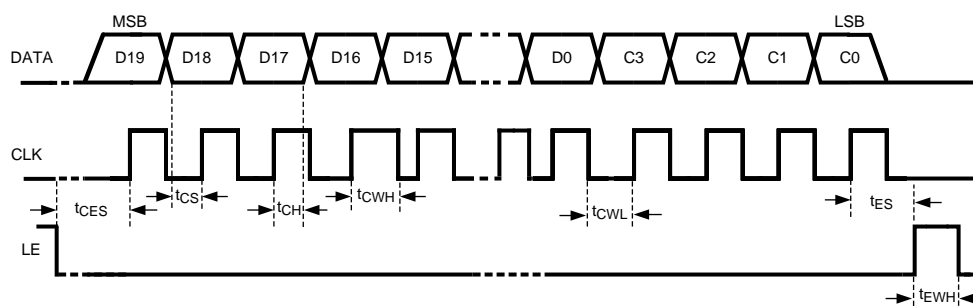 MSB LSB
DATA D19 D18 D17 D16 D15 D0 C3 C2 C1 C0
CLK
tCES tCS tCH tCWH tCWL tES
LE
tEWH